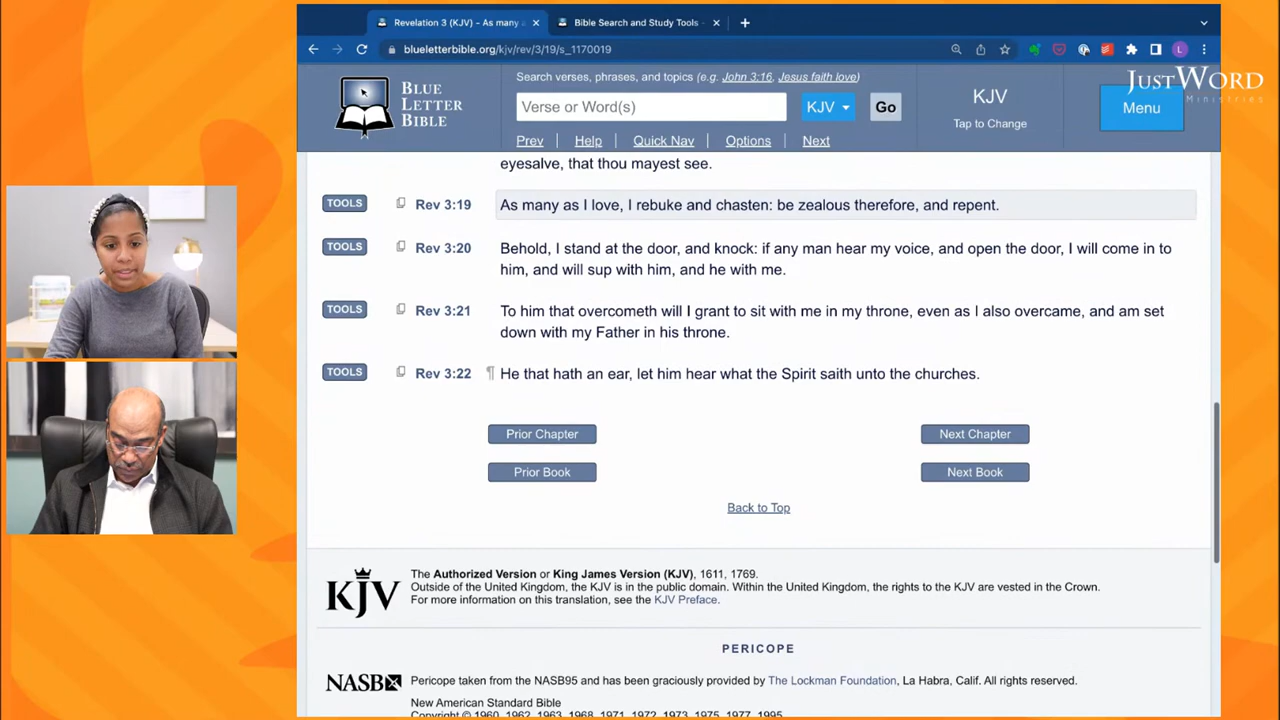 Revelation 3 (KJV) - As many a
Bible Search and Study Tools -
blueletterbible.org/kjv/rev/3/19/s_1170019
L
JUSTWORD
Ministries
BLUE
LETTER
BIBLE
Search verses, phrases, and topics (e.g. John 3:16, Jesus faith love)
Verse or Word(s)
KJV
Go
KJV
Tap to Change
Menu
Prev
Help
Quick Nav
Options
Next
eyesalve, that thou mayest see.
TOOLS Rev 3:19 As many as I love, I rebuke and chasten: be zealous therefore, and repent.
TOOLS Rev 3:20 Behold, I stand at the door, and knock: if any man hear my voice, and open the door, I will come in to
him, and will sup with him, and he with me.
TOOLS Rev 3:21 To him that overcometh will I grant to sit with me in my throne, even as I also overcame, and am set
down with my Father in his throne.
TOOLS Rev 3:22 ¶ He that hath an ear, let him hear what the Spirit saith unto the churches.
Prior Chapter
Next Chapter
Prior Book
Next Book
Back to Top
KJV
The Authorized Version or King James Version (KJV), 1611, 1769.
Outside of the United Kingdom, the KJV is in the public domain. Within the United Kingdom, the rights to the KJV are vested in the Crown.
For more information on this translation, see the KJV Preface.
PERICOPE
NASB
Pericope taken from the NASB95 and has been graciously provided by The Lockman Foundation, La Habra, Calif. All rights reserved.
New American Standard Bible
Copyright © 1960, 1962, 1963, 1968, 1971, 1972, 1973, 1975, 1977, 1995